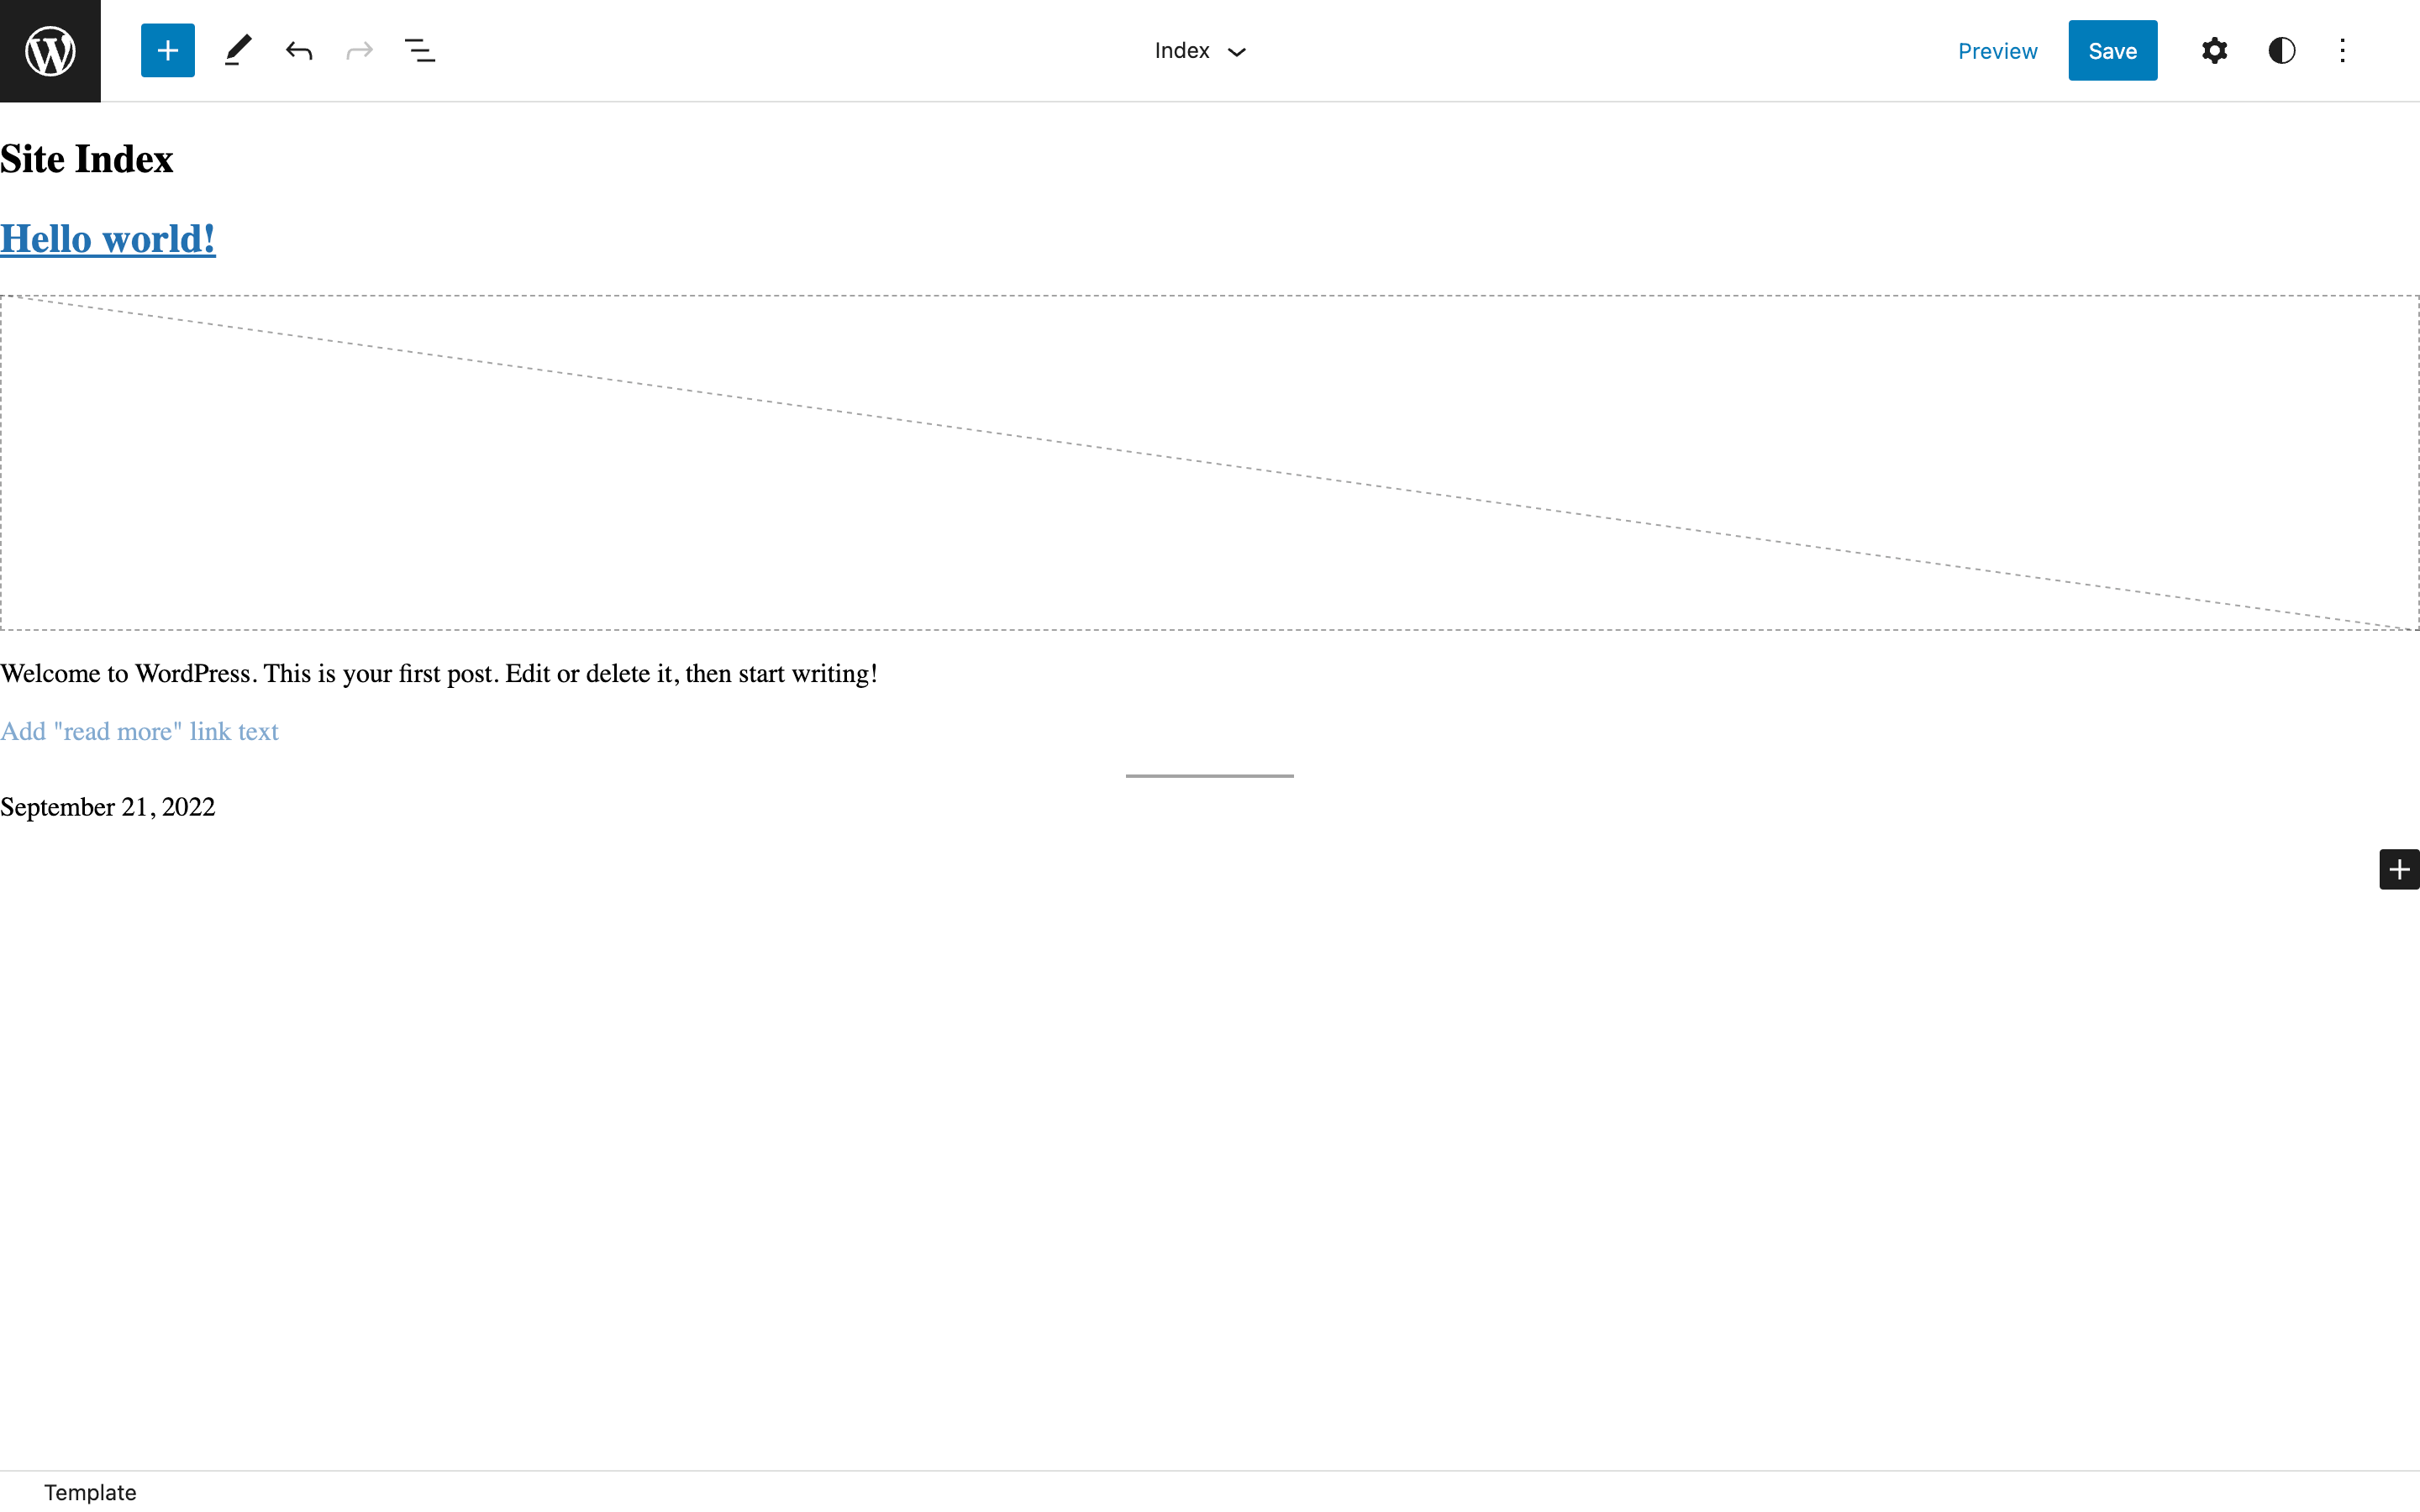 Index
Preview
Save
Site Index
Hello world!
Welcome to WordPress. This is your first post. Edit or delete it, then start writing!
Add "read more" link text
September 21, 2022
Template